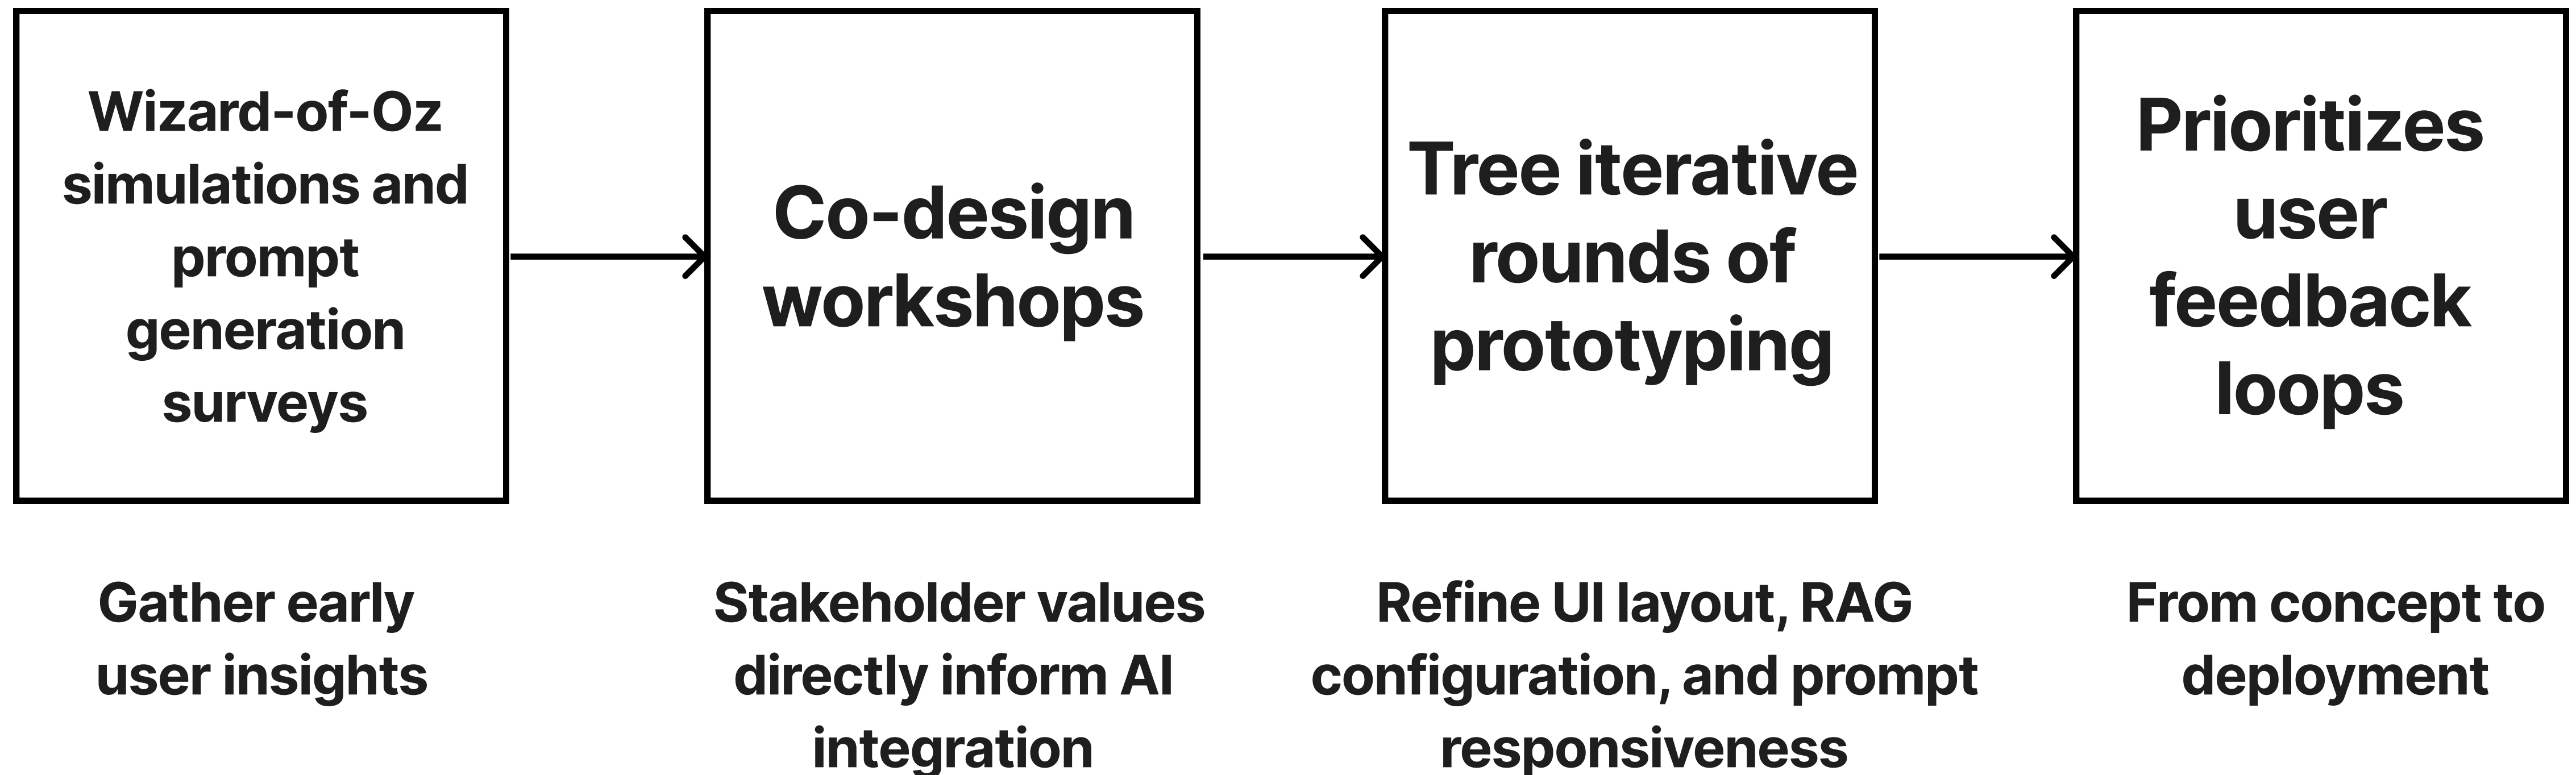 Wizard-of-Oz
simulations and
prompt
generation
surveys
Co-design
workshops
Tree iterative
rounds of
prototyping
Prioritizes
user
feedback
loops
Gather early
user insights
Stakeholder values
directly inform AI
integration
Refine UI layout, RAG
configuration, and prompt
responsiveness
From concept to
deployment